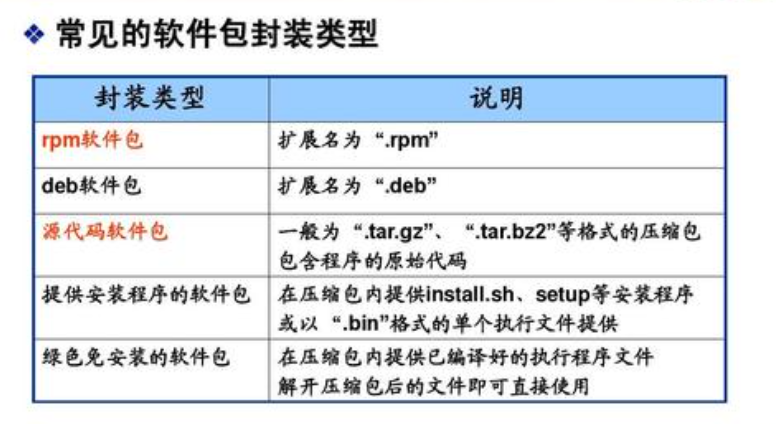 ❖ 常见的软件包封装类型
封装类型 说明
rpm软件包 扩展名为“.rpm”
deb软件包 扩展名为“.deb”
源代码软件包 一般为“.tar.gz”、“.tar.bz2”等格式的压缩包
包含程序的原始代码
提供安装程序的软件包 在压缩包内提供install.sh、setup等安装程序
或以“.bin”格式的单个执行文件提供
绿色免安装的软件包 在压缩包内提供已编译好的执行程序文件
解开压缩包后的文件即可直接使用